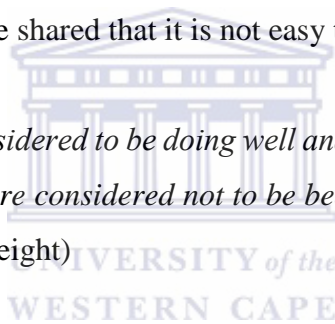 e shared that it is not easy
sidered to be doing well an
re considered not to be be
eight)
UNIVERSITY of the
WESTERN CAPE